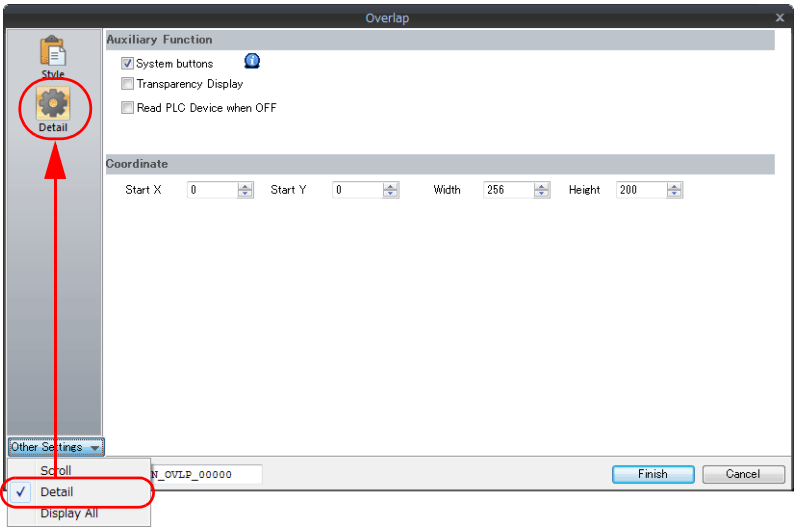 Overlap
Style
Detail
Auxiliary Function
System buttons
Transparency Display
Read PLC Device when OFF
Coordinate
Start X 0 Start Y 0 Width 256 Height 200
Other Settings
N_OVLP_00000 Finish Cancel
Scroll
Detail
Display All